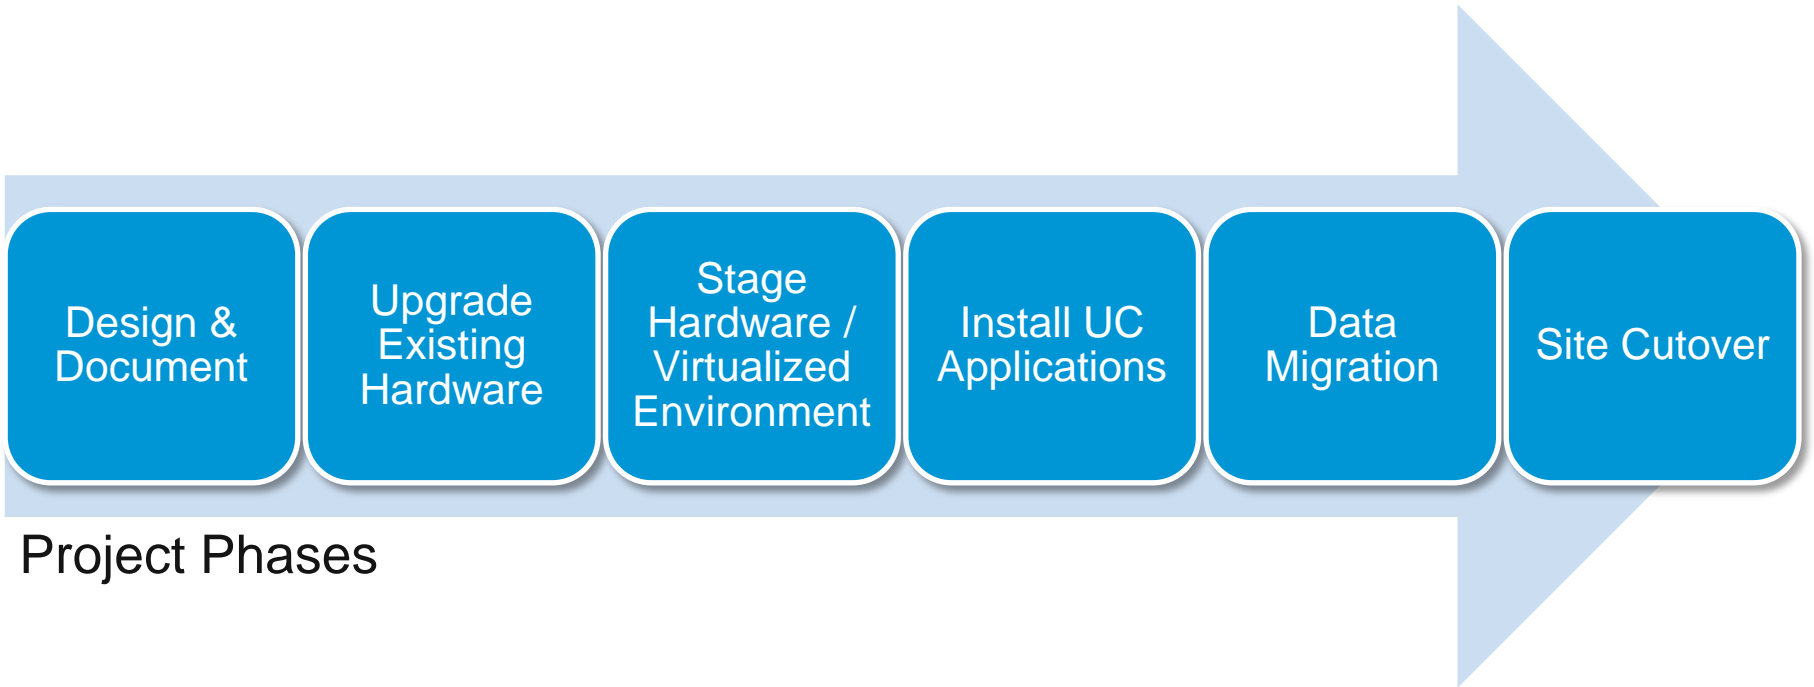 Design &
Document
Upgrade
Existing
Hardware
Stage
Hardware /
Virtualized
Environment
Install UC
Applications
Data
Migration
Site Cutover
Project Phases